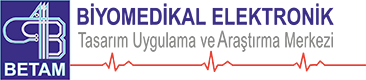 BİYOMEDİKAL ELEKTRONİK
Tasarım Uygulama ve Araştırma Merkezi
BETAM